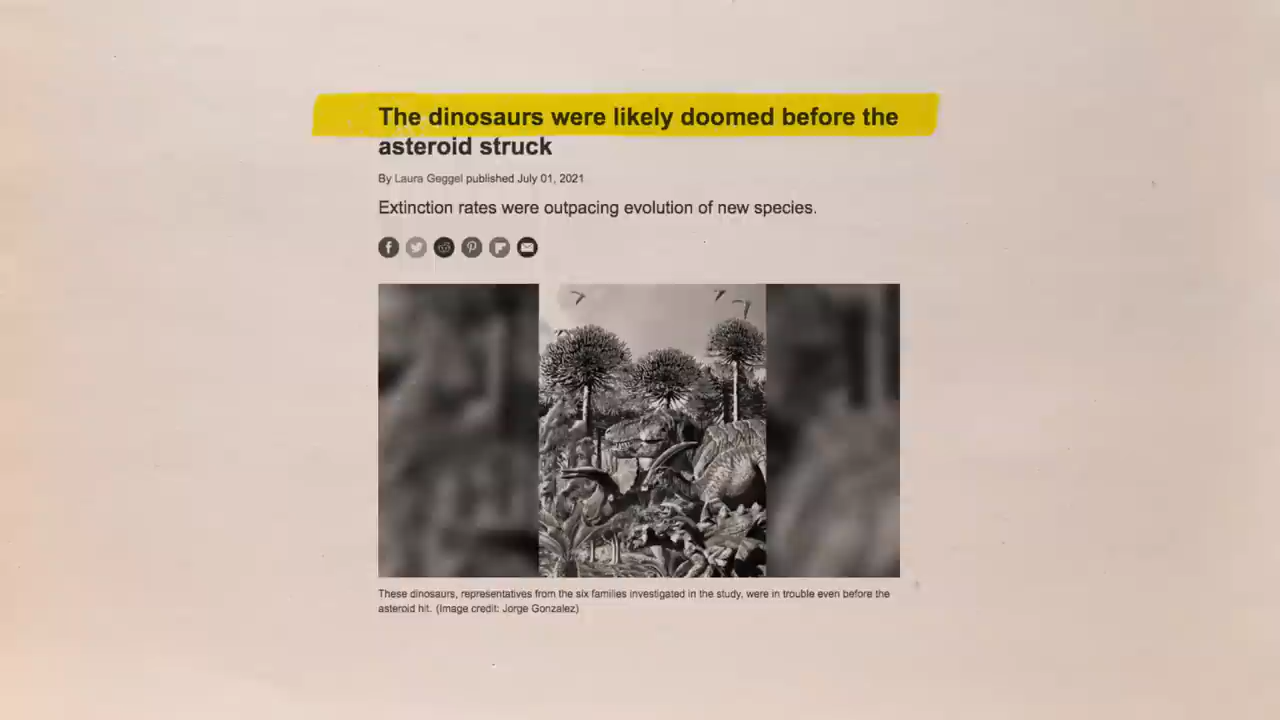 The dinosaurs were likely doomed before the
asteroid struck
By Laura Geggel published July 01, 2021
Extinction rates were outpacing evolution of new species.
These dinosaurs, representatives from the six families investigated in the study, were in trouble even before the
asteroid hit. (Image credit: Jorge Gonzalez)